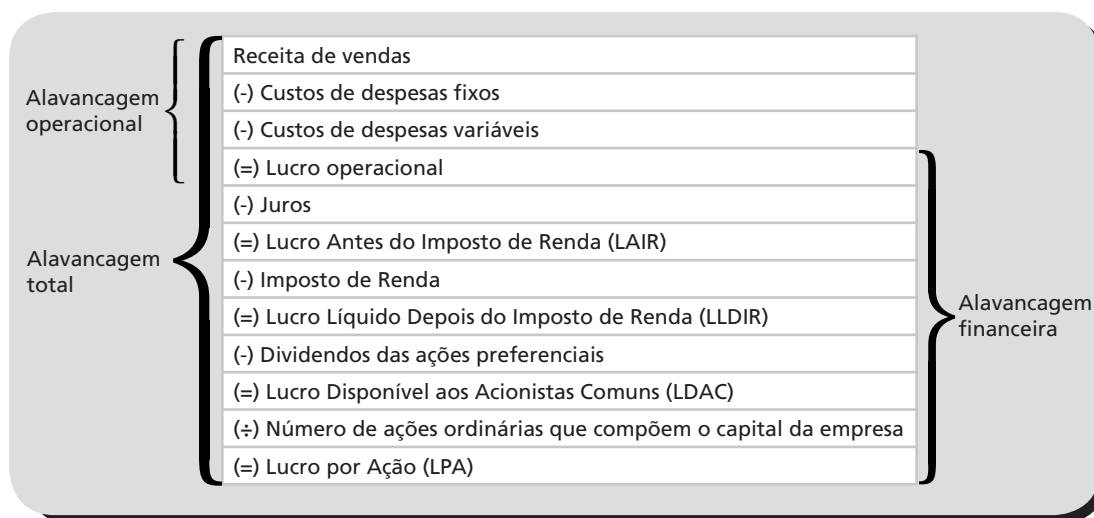 Alavancagem
operacional
Alavancagem
total
Receita de vendas
(-) Custos de despesas fixos
(-) Custos de despesas variáveis
(=) Lucro operacional
(-) Juros
(=) Lucro Antes do Imposto de Renda (LAIR)
(-) Imposto de Renda
(=) Lucro Líquido Depois do Imposto de Renda (LLDIR)
(-) Dividendos das ações preferenciais
(=) Lucro Disponível aos Acionistas Comuns (LDAC)
(÷) Número de ações ordinárias que compõem o capital da empresa
(=) Lucro por Ação (LPA)
Alavancagem
financeira